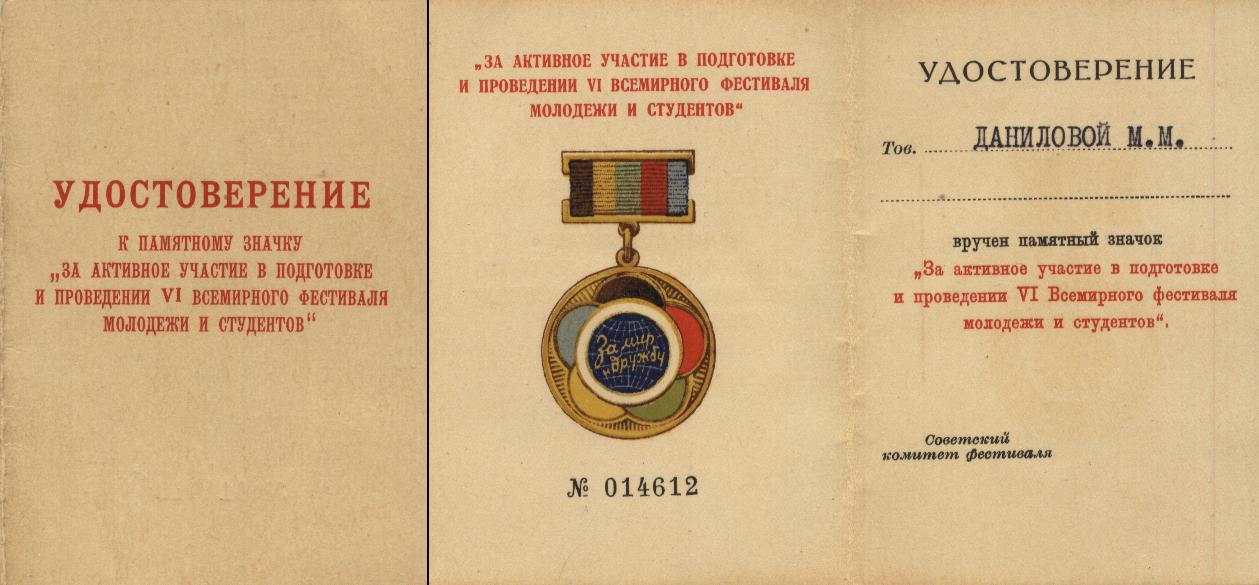 УДОСТОВЕРЕНИЕ
К ПАМЯТНОМУ ЗНАЧКУ
„ЗА АКТИВНОЕ УЧАСТИЕ В ПОДГОТОВКЕ
И ПРОВЕДЕНИИ VI ВСЕМИРНОГО ФЕСТИВАЛЯ
МОЛОДЕЖИ И СТУДЕНТОВ“
„ЗА АКТИВНОЕ УЧАСТИЕ В ПОДГОТОВКЕ
И ПРОВЕДЕНИИ VI ВСЕМИРНОГО ФЕСТИВАЛЯ
МОЛОДЕЖИ И СТУДЕНТОВ“
За мир
и дружбу
№ 014612
УДОСТОВЕРЕНИЕ
Тов. ДАНИЛОВОЙ М.М.
вручен памятный значок
„За активное участие в подготовке
и проведении VI Всемирного фестиваля
молодежи и студентов“.
Советский
комитет фестиваля